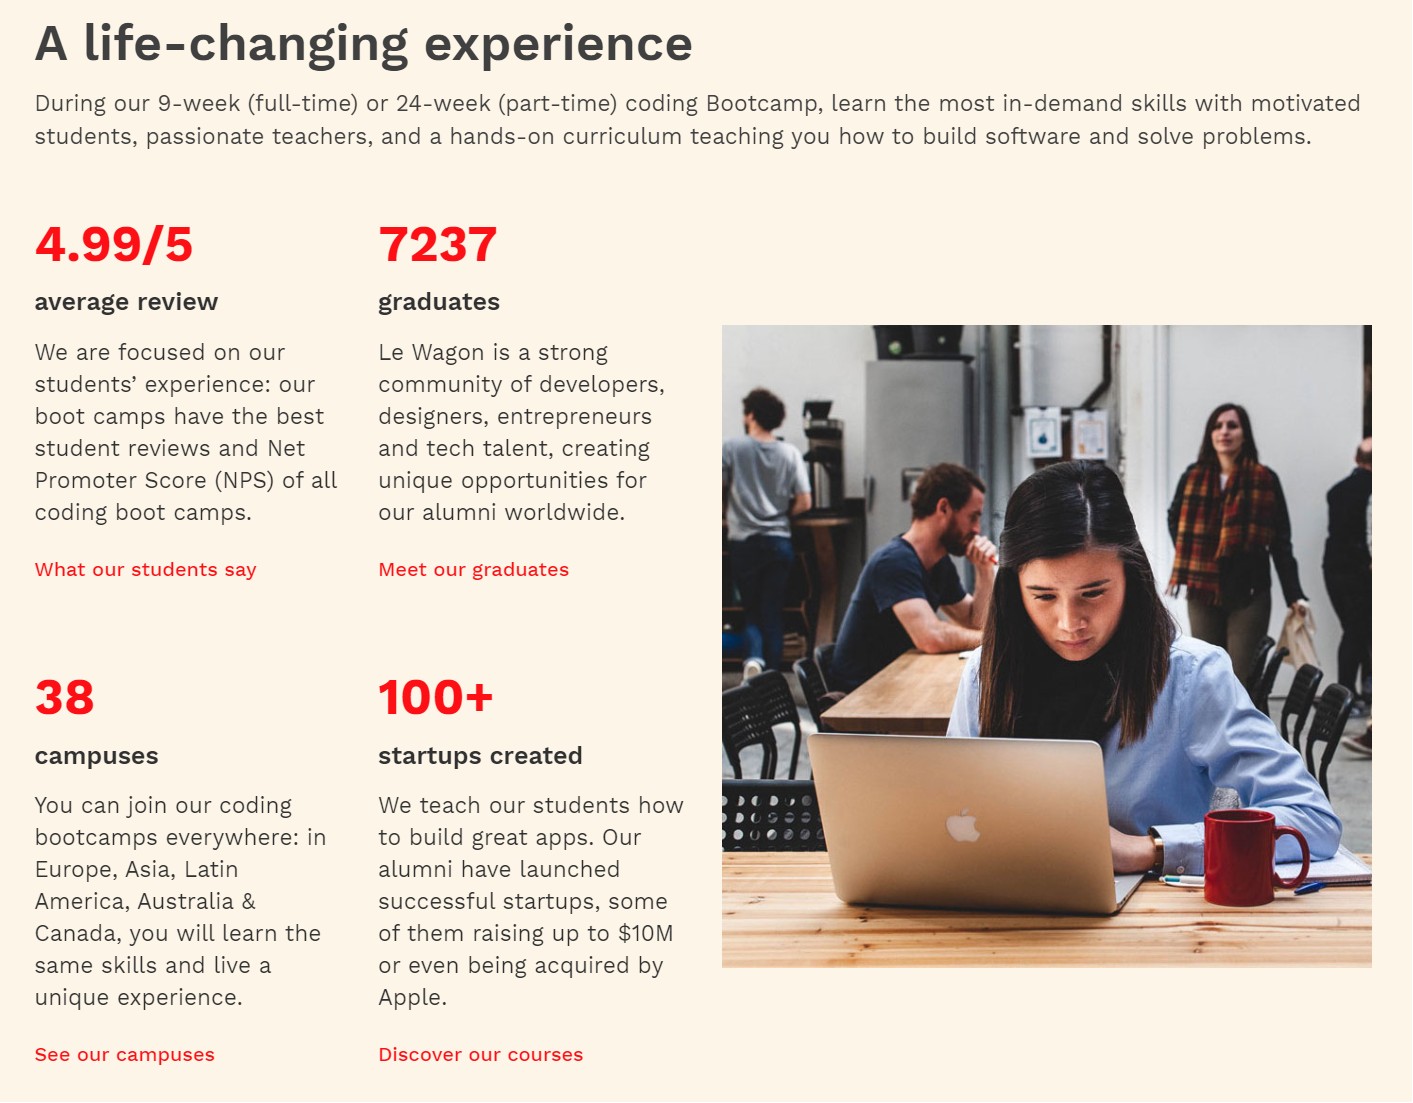 A life-changing experience
During our 9-week (full-time) or 24-week (part-time) coding Bootcamp, learn the most in-demand skills with motivated
students, passionate teachers, and a hands-on curriculum teaching you how to build software and solve problems.
4.99/5
average review
We are focused on our
students’ experience: our
boot camps have the best
student reviews and Net
Promoter Score (NPS) of all
coding boot camps.
What our students say
7237
graduates
Le Wagon is a strong
community of developers,
designers, entrepreneurs
and tech talent, creating
unique opportunities for
our alumni worldwide.
Meet our graduates
38
campuses
You can join our coding
bootcamps everywhere: in
Europe, Asia, Latin
America, Australia &
Canada, you will learn the
same skills and live a
unique experience.
See our campuses
100+
startups created
We teach our students how
to build great apps. Our
alumni have launched
successful startups, some
of them raising up to $10M
or even being acquired by
Apple.
Discover our courses